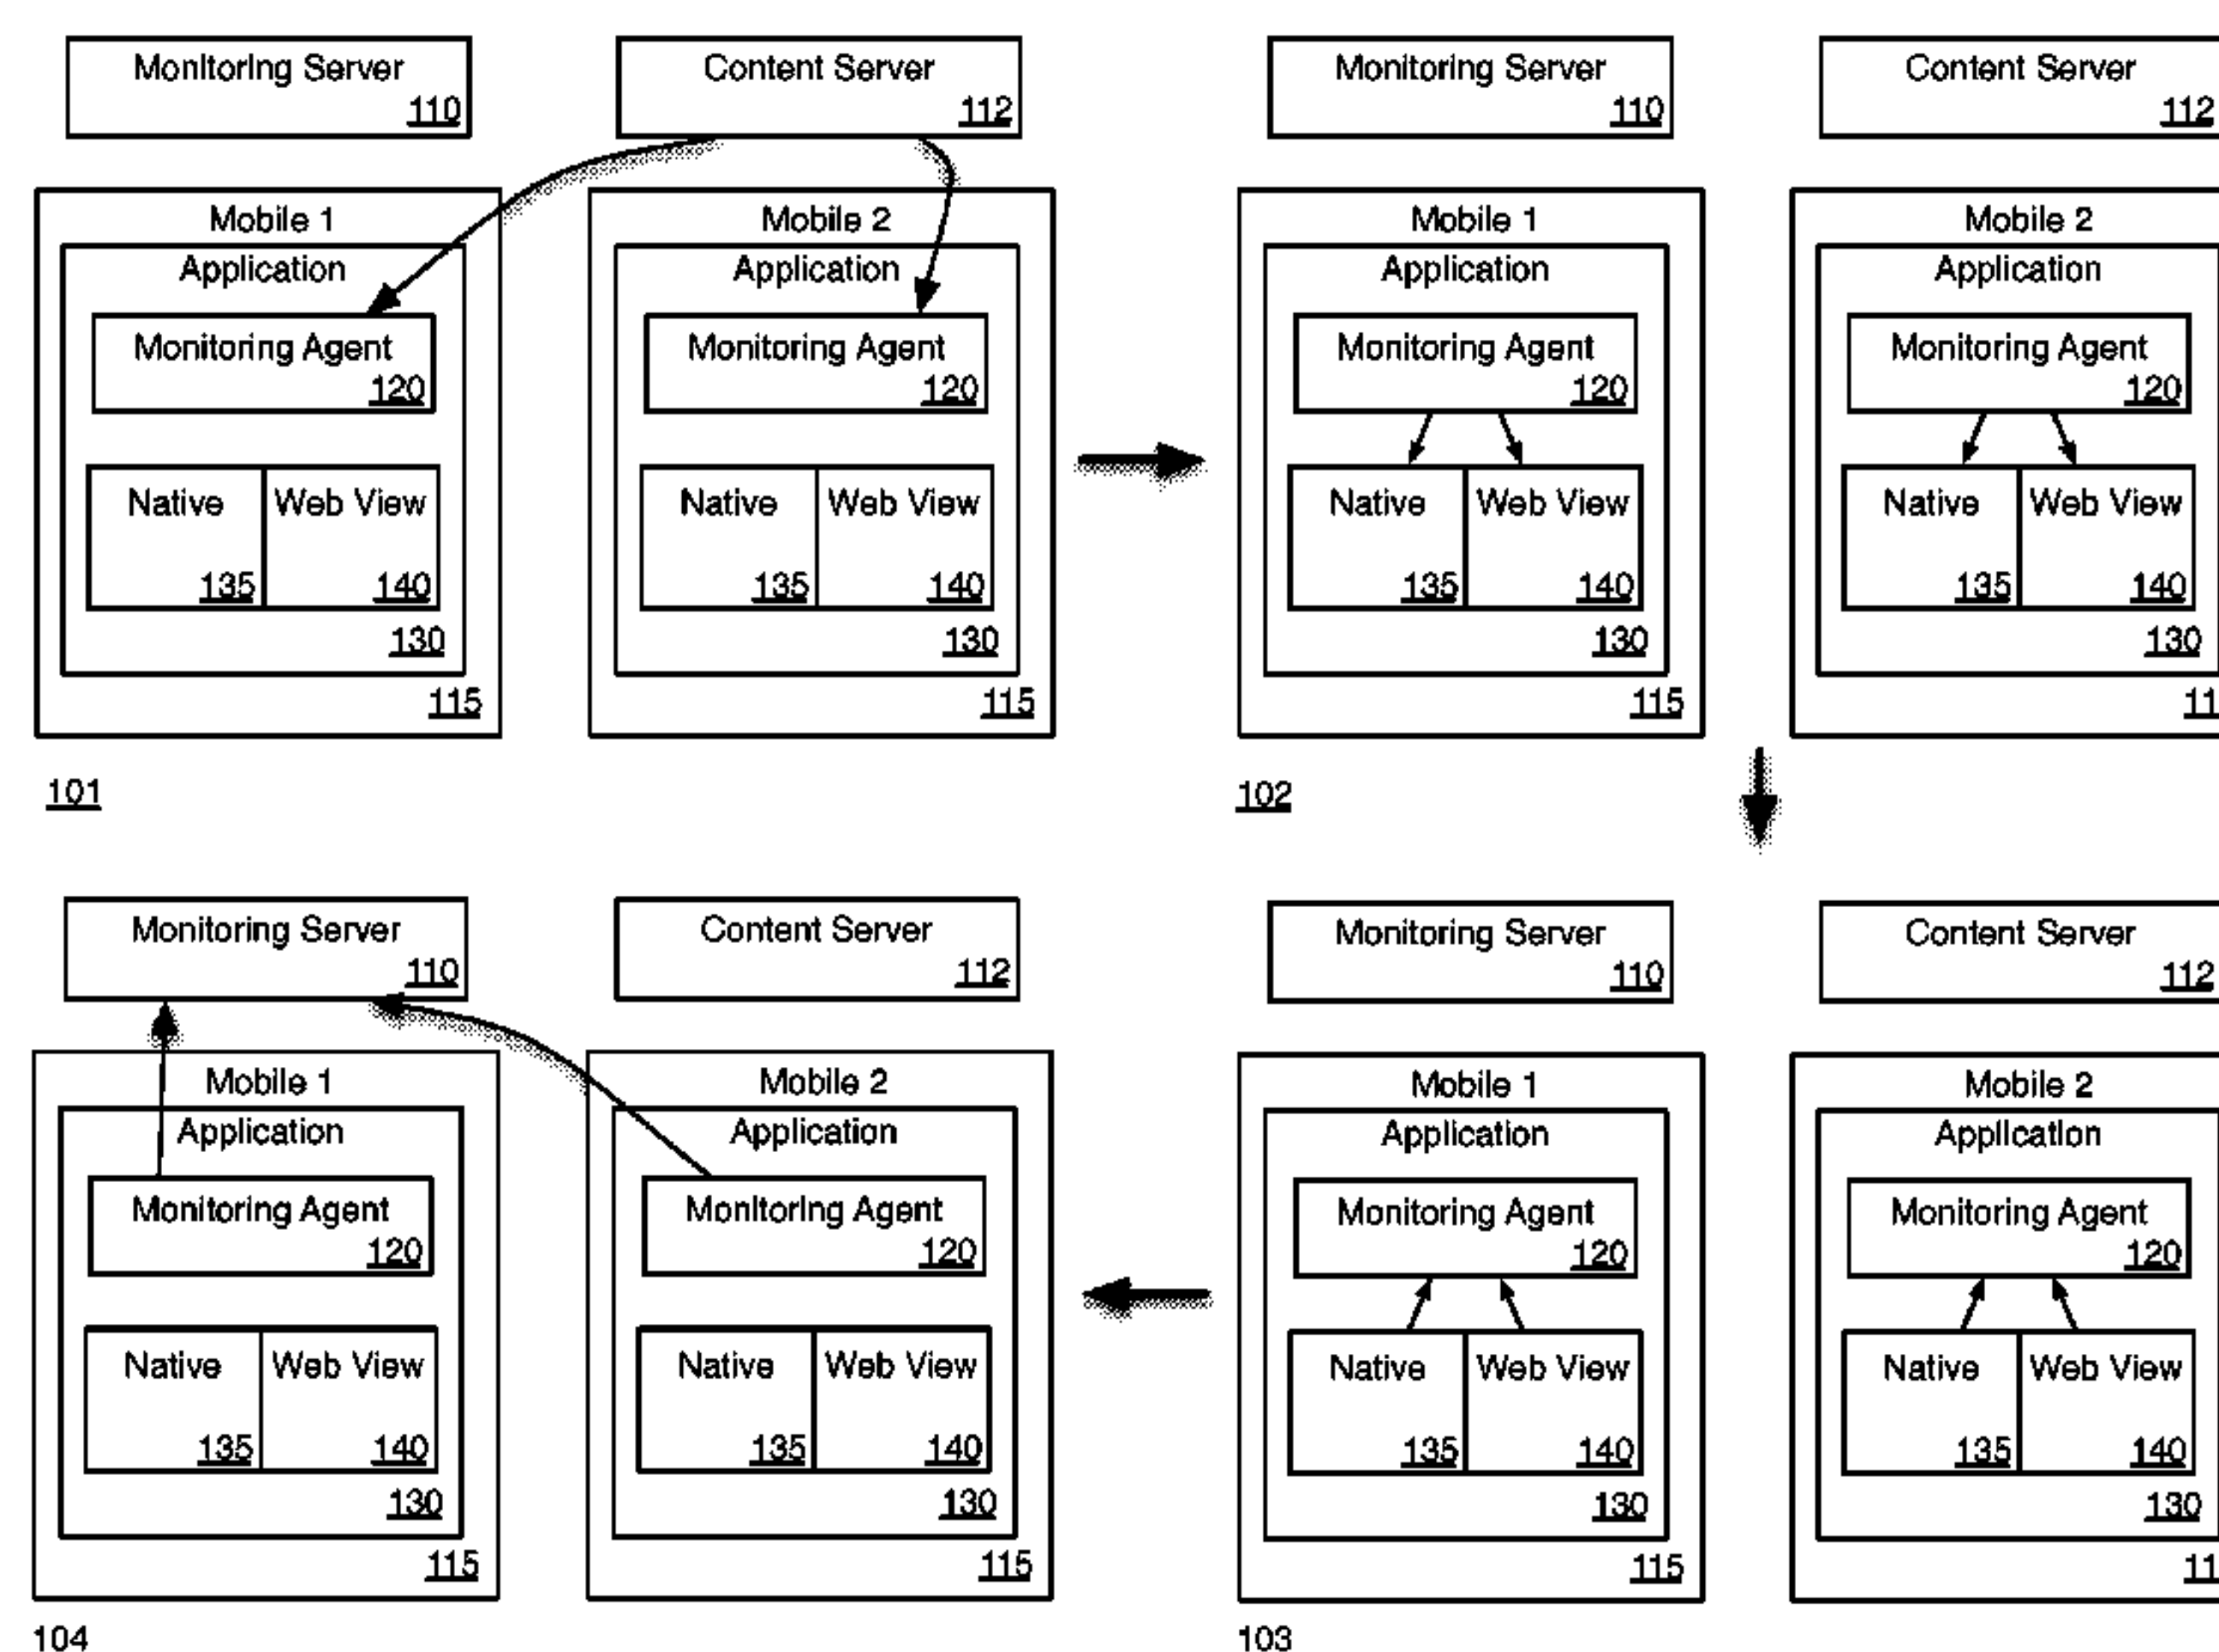 Monitoring Server
110
Content Server
112
Mobile 1
Application
Monitoring Agent
120
Native
135
Web View
140
130
115
Mobile 2
Application
Monitoring Agent
120
Native
135
Web View
140
130
115
101
Monitoring Server
110
Content Server
112
Mobile 1
Application
Monitoring Agent
120
Native
135
Web View
140
130
115
Mobile 2
Application
Monitoring Agent
120
Native
135
Web View
140
130
11
102
Monitoring Server
110
Content Server
112
Mobile 1
Application
Monitoring Agent
120
Native
135
Web View
140
130
115
Mobile 2
Application
Monitoring Agent
120
Native
135
Web View
140
130
115
104
Monitoring Server
110
Content Server
112
Mobile 1
Application
Monitoring Agent
120
Native
135
Web View
140
130
115
Mobile 2
Application
Monitoring Agent
120
Native
135
Web View
140
130
11
103